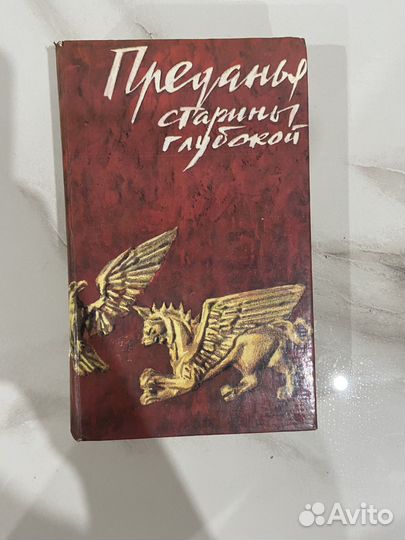 Преданья
старины
глубокой
Avito